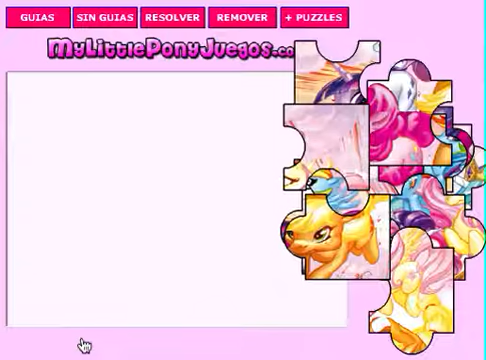 GUIAS
SIN GUIAS
RESOLVER
REMOVER
+ PUZZLES
MyLittlePonyJuegos.co